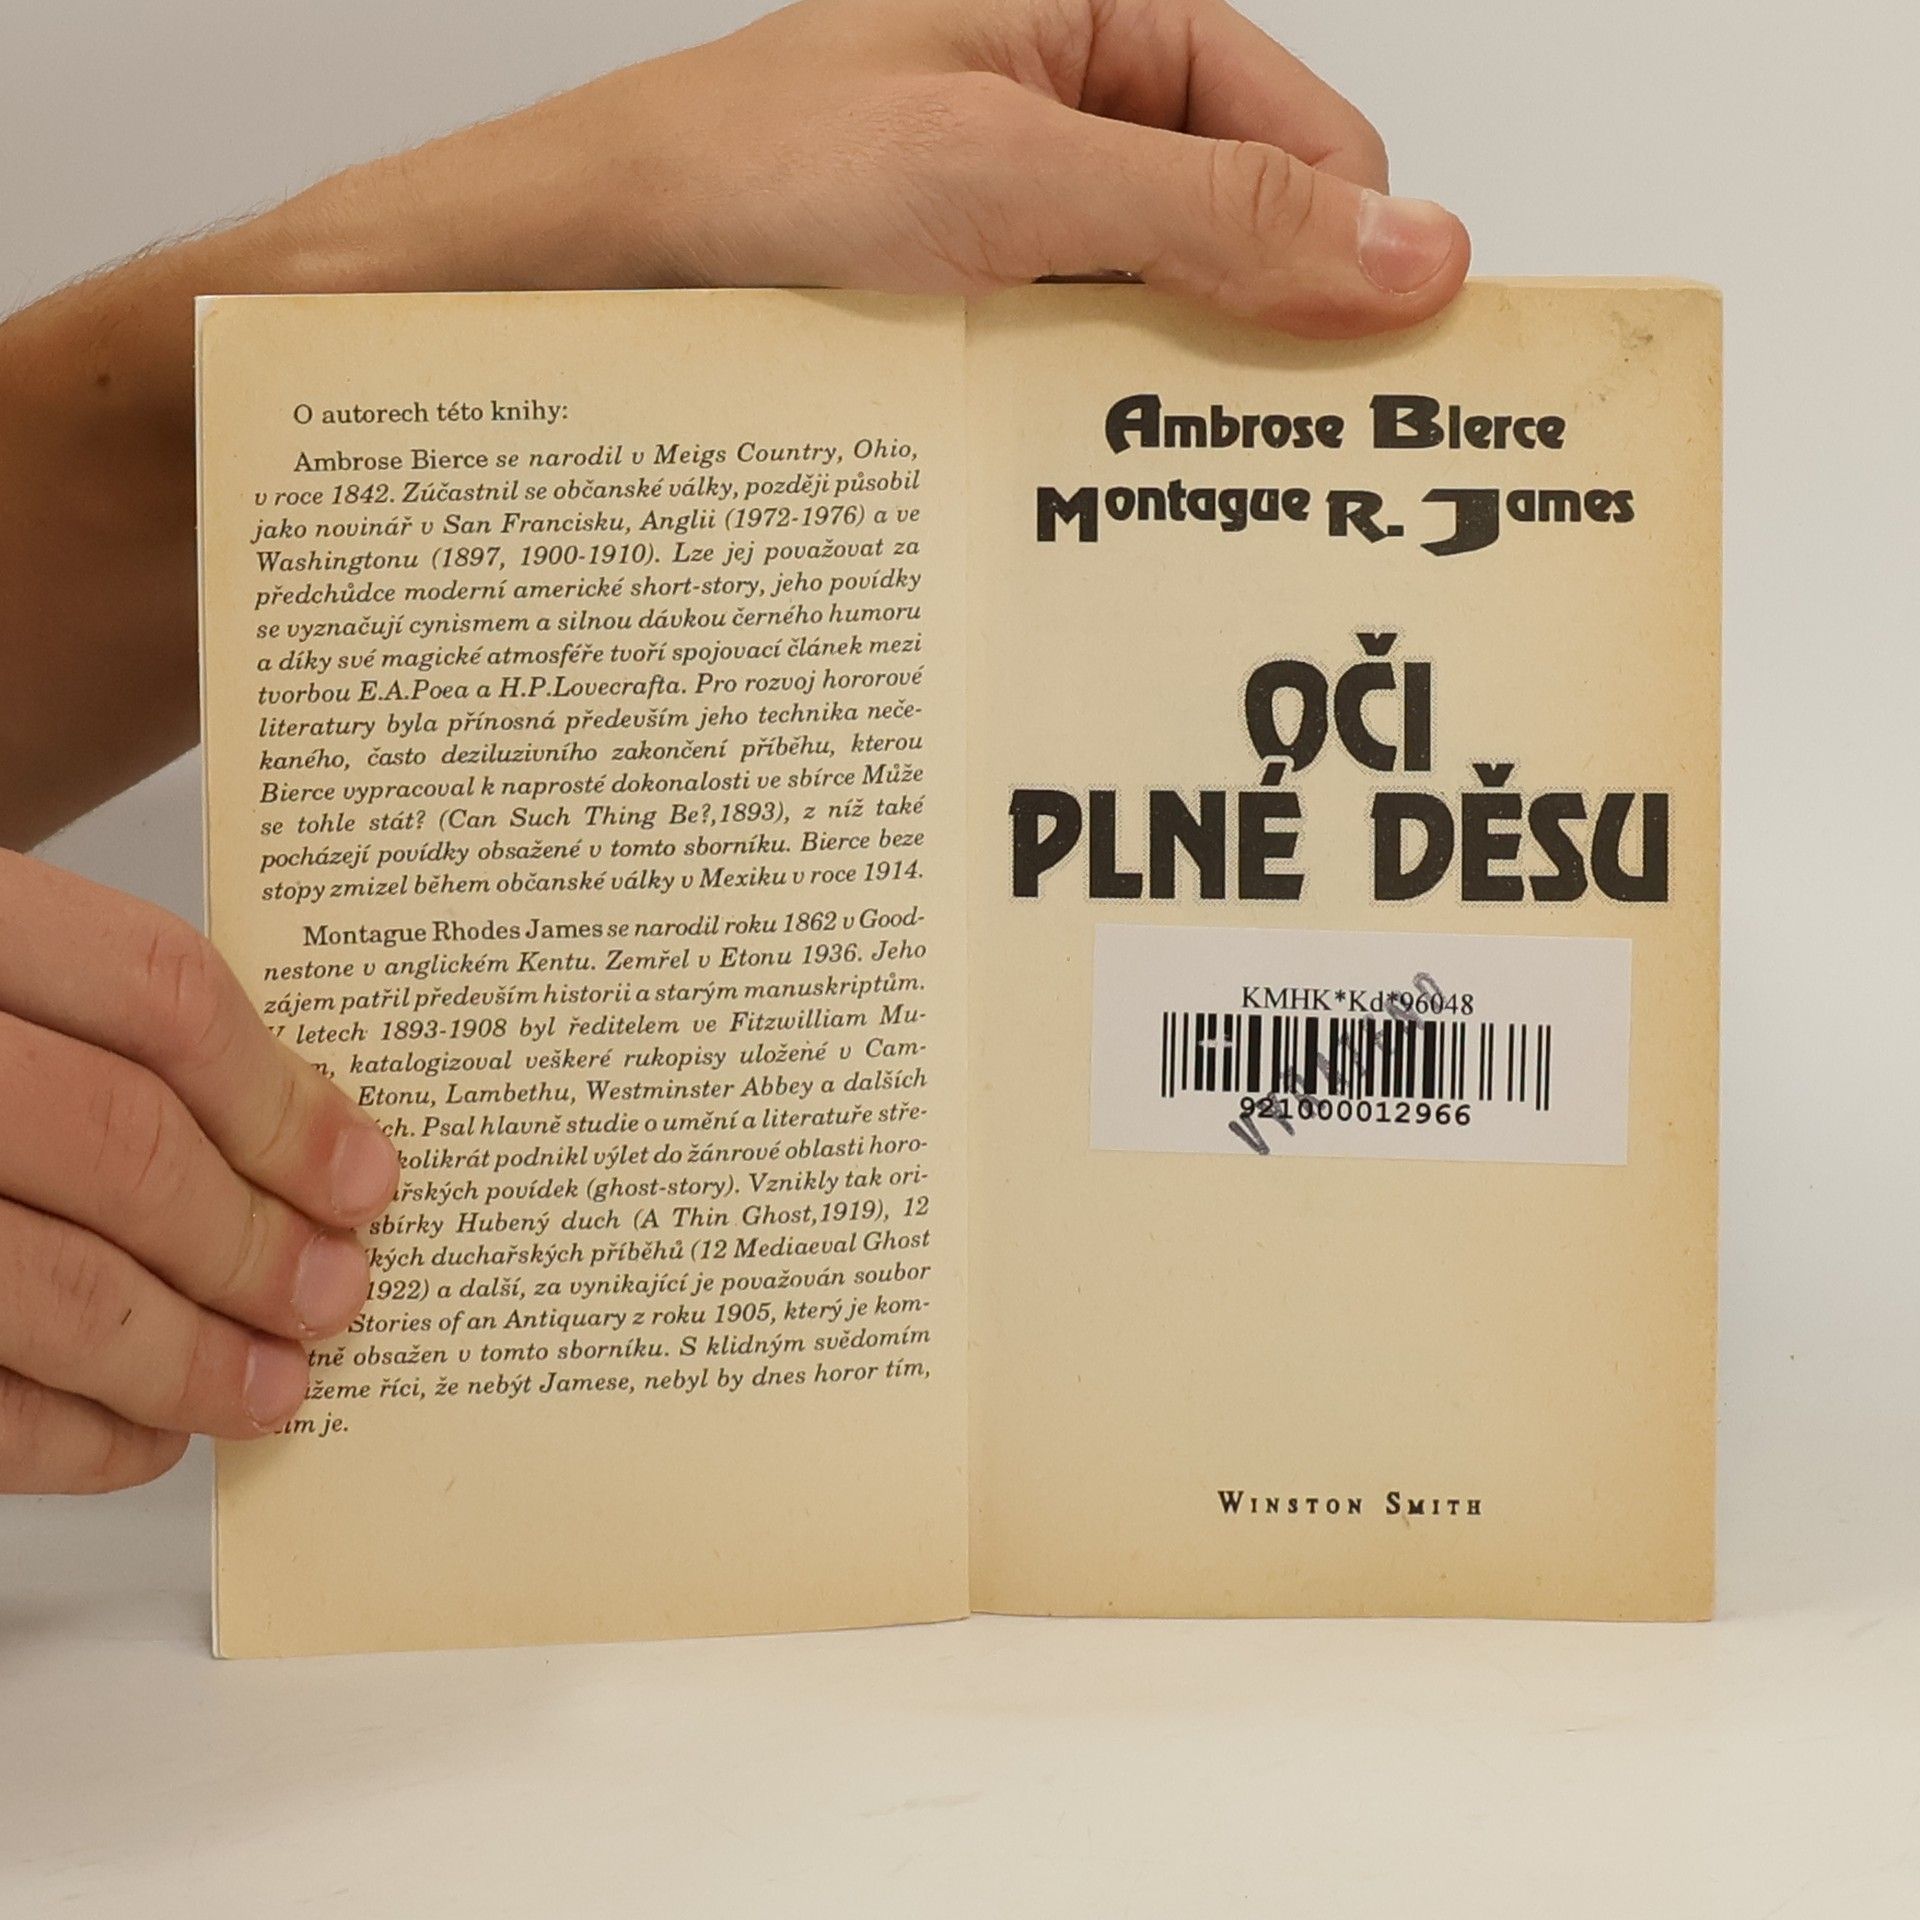 O autorech této knihy:
Ambrose Bierce se narodil v Meigs Country, Ohio,
v roce 1842. Zúčastnil se občanské války, později působil
jako novinář v San Francisku, Anglii (1972-1976) a ve
Washingtonu (1897, 1900-1910). Lze jej považovat za
předchůdce moderní americké short-story, jeho povídky
se vyznačují cynismem a silnou dávkou černého humoru
a díky své magické atmosféře tvoří spojovací článek mezi
tvorbou E.A.Poea a H.P.Lovecrafta. Pro rozvoj hororové
literatury byla přínosná především jeho technika neče-
kaného, často deziluzivního zakončení příběhu, kterou
Bierce vypracoval k naprosté dokonalosti ve sbírce Může
se tohle stát? (Can Such Thing Be?,1893), z níž také
pocházejí povídky obsažené v tomto sborníku. Bierce beze
stopy zmizel během občanské války v Mexiku v roce 1914.
Montague Rhodes James se narodil roku 1862 v Good-
nestone v anglickém Kentu. Zemřel v Etonu 1936. Jeho
zájem patřil především historii a starým manuskriptům.
V letech 1893-1908 byl ředitelem ve Fitzwilliam Mu-
katalogizoval veškeré rukopisy uložené v Cam-
Etonu, Lambethu, Westminster Abbey a dalších
Psal hlavně studie o umění a literatuře stře-
podnikl výlet do žánrové oblasti horo-
povídek (ghost-story). Vznikly tak ori-
sbírky Hubený duch (A Thin Ghost,1919), 12
duchařských příběhů (12 Mediaeval Ghost
1922) a další, za vynikající je považován soubor
Stories of an Antiquary z roku 1905, který je kom-
obsažen v tomto sborníku. S klidným svědomím
říci, že nebýt Jamese, nebyl by dnes horor tím,
je.
Ambrose Bierce
Montague R. James
OČI
PLNÉ DĚSU
KMHK*Kd*96048
921000012966
WINSTON SMITH